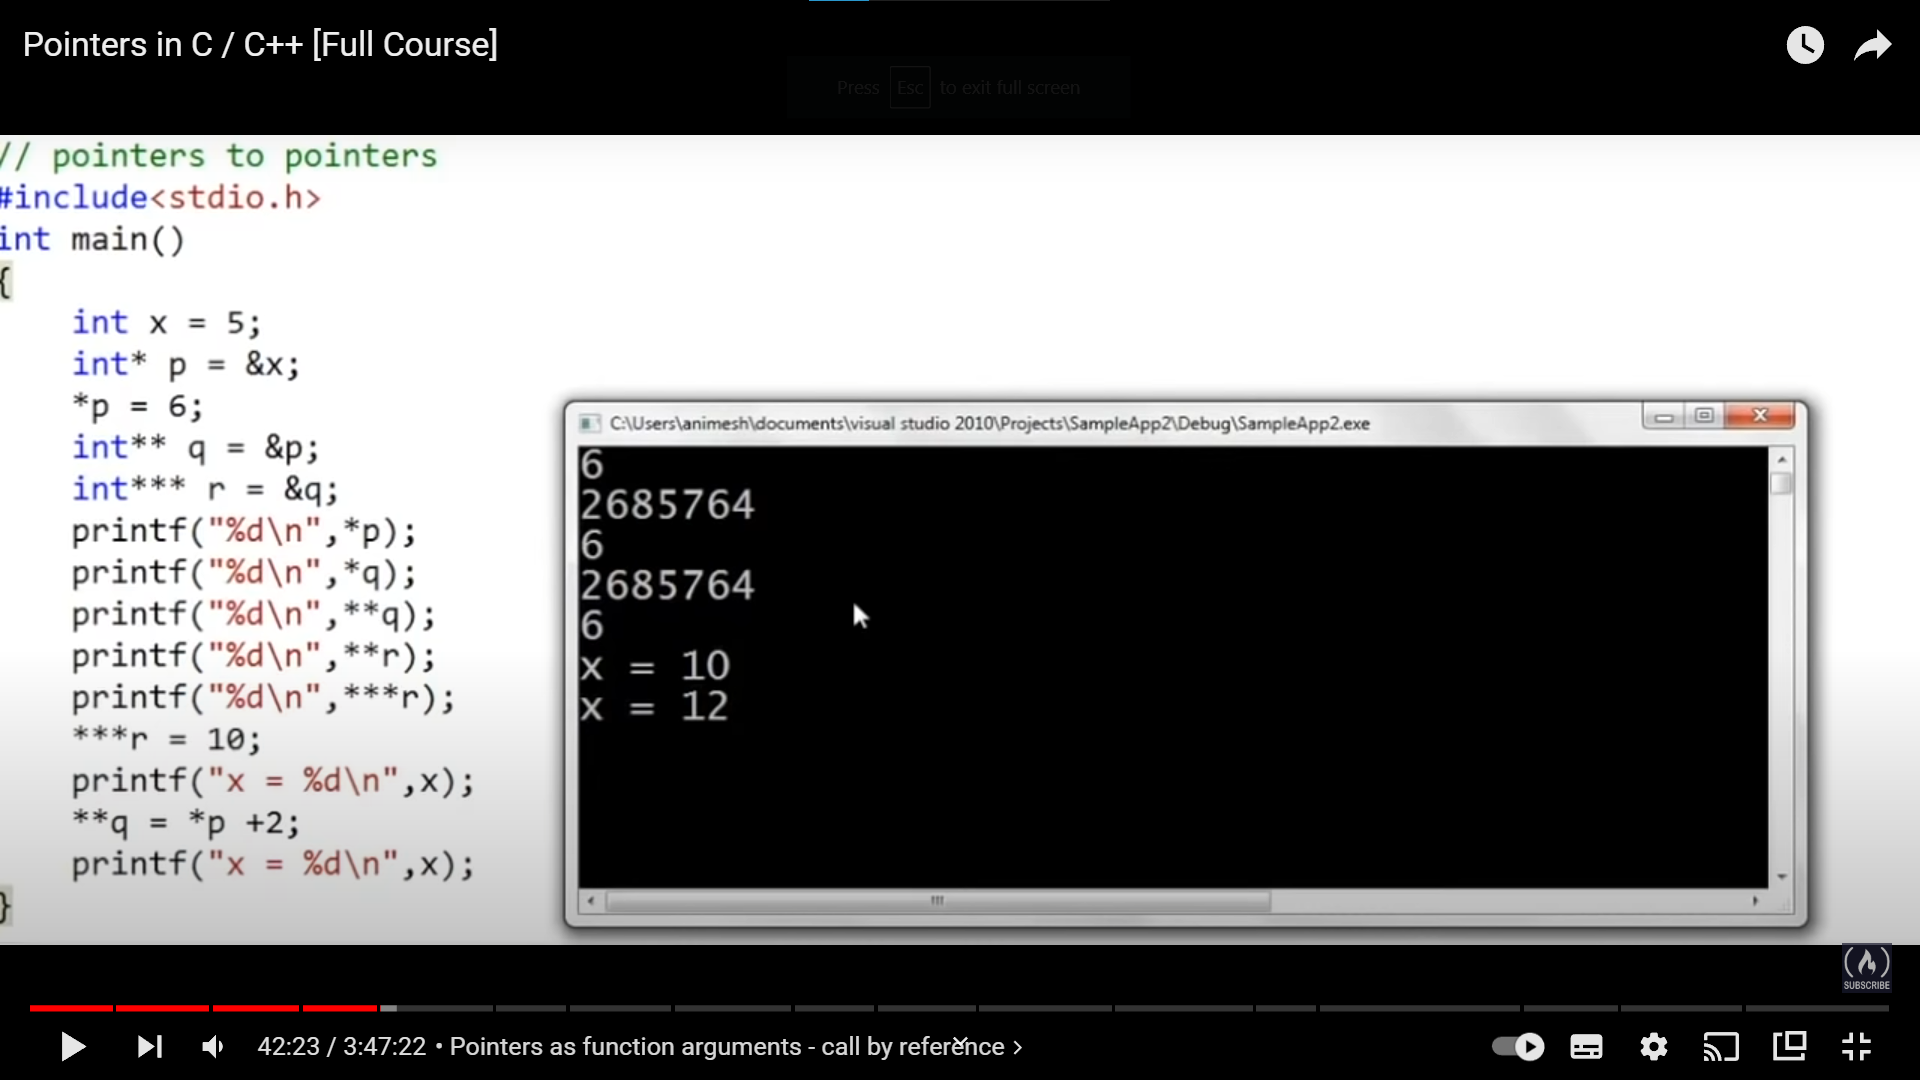 Pointers in C / C++ [Full Course]
Press Esc to exit full screen
// pointers to pointers
#include<stdio.h>
int main()
{
int x = 5;
int* p = &x;
*p = 6;
int** q = &p;
int*** r = &q;
printf("%d\n",*p);
printf("%d\n",*q);
printf("%d\n",**q);
printf("%d\n",**r);
printf("%d\n",***r);
***r = 10;
printf("x = %d\n",x);
**q = *p +2;
printf("x = %d\n",x);
}
C:\Users\animesh\documents\visual studio 2010\Projects\SampleApp2\Debug\SampleApp2.exe
6
2685764
6
2685764
6
x = 10
x = 12
SUBSCRIBE
42:23 / 3:47:22 • Pointers as function arguments - call by reference